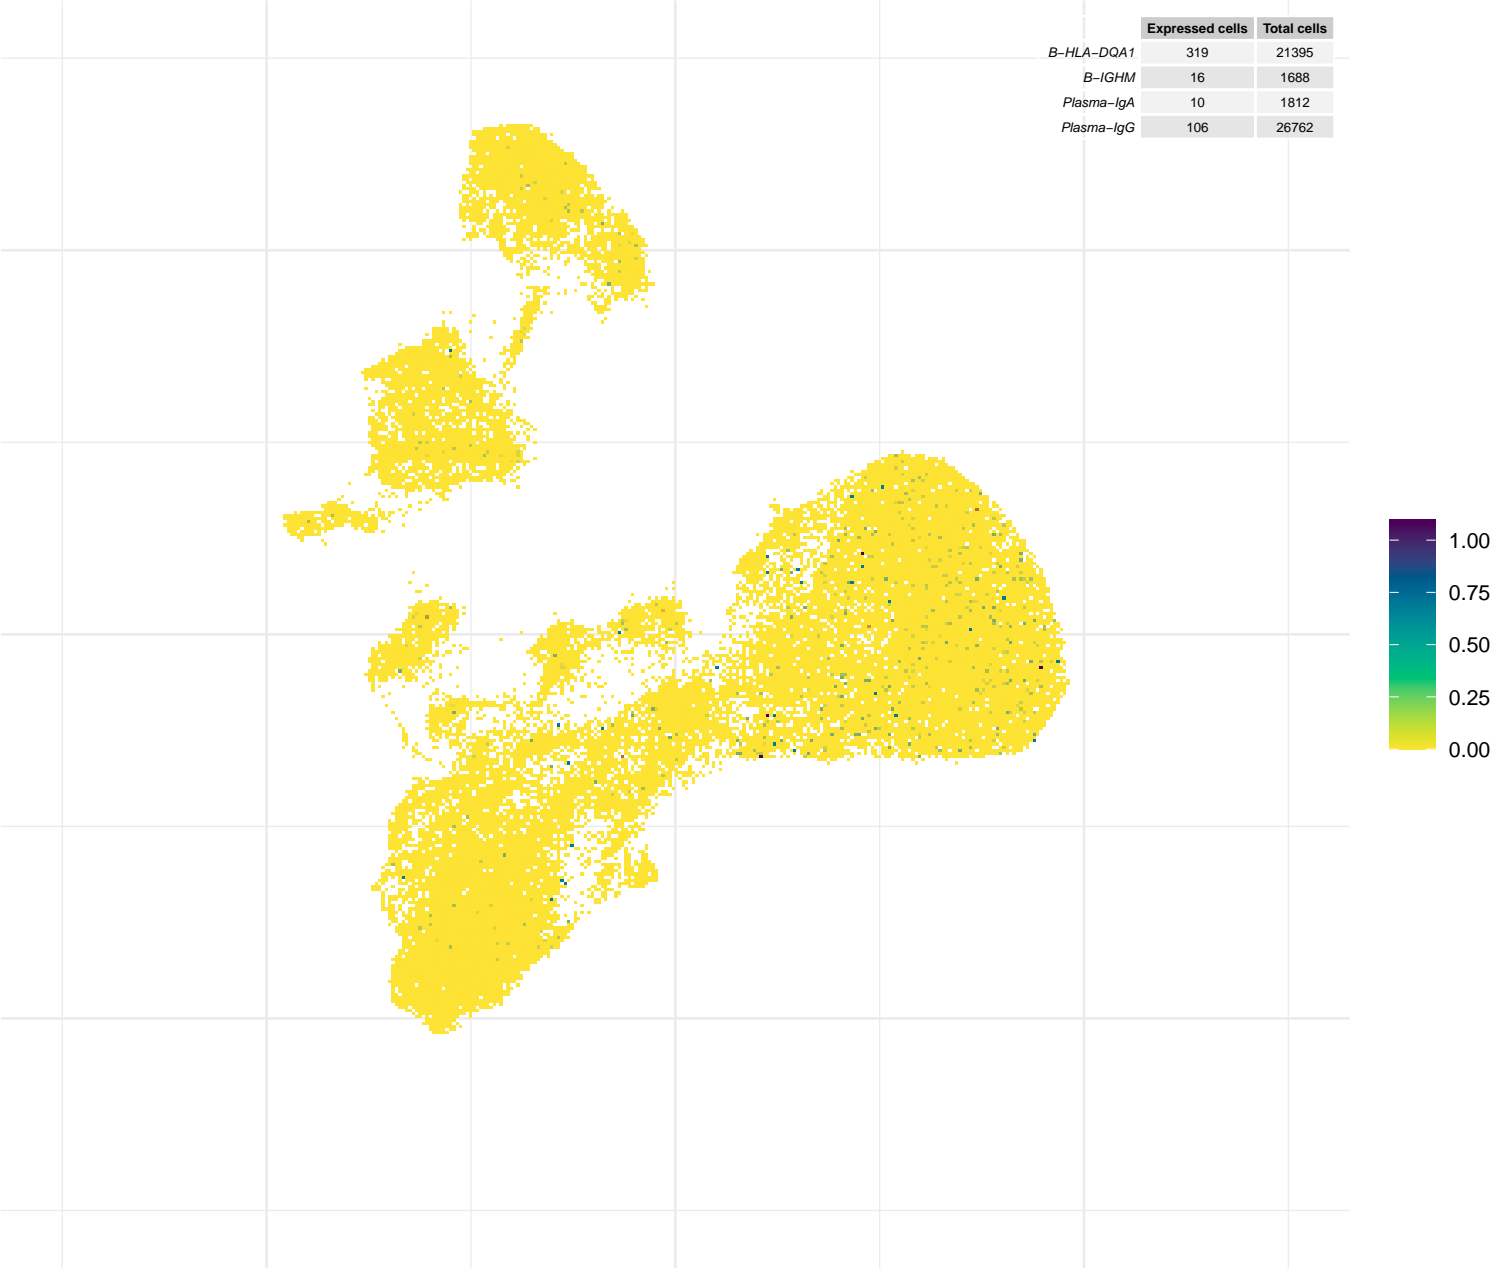 Expressed cells Total cells
B−HLA−DQA1 319 21395
B−IGHM 16 1688
Plasma−IgA 10 1812
Plasma−IgG 106 26762
1.00
0.75
0.50
0.25
0.00